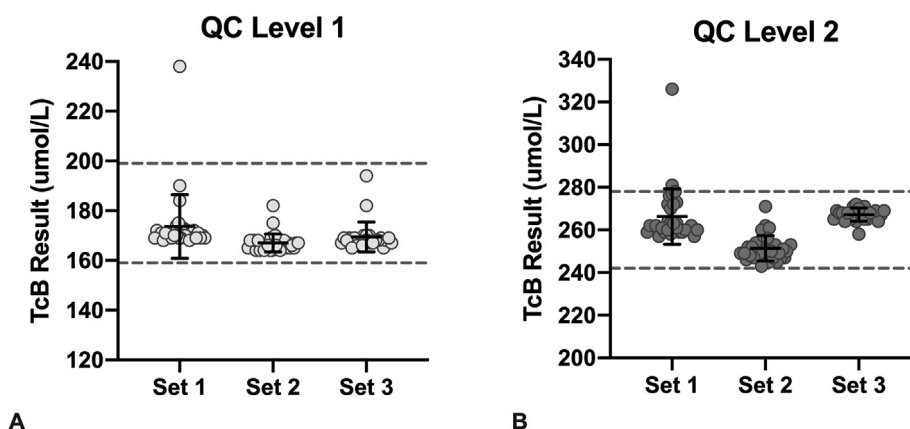 QC Level 1
TcB Result (umol/L)
240
220
200
180
160
140
120
Set 1 Set 2 Set 3
A
QC Level 2
TcB Result (umol/L)
340
320
300
280
260
240
220
200
Set 1 Set 2 Set 3
B